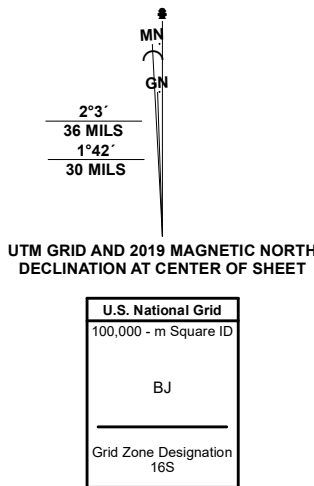 MN
GN
2°3´
36 MILS
1°42´
30 MILS
UTM GRID AND 2019 MAGNETIC NORTH
DECLINATION AT CENTER OF SHEET
U.S. National Grid
100,000 - m Square ID
BJ
Grid Zone Designation
16S